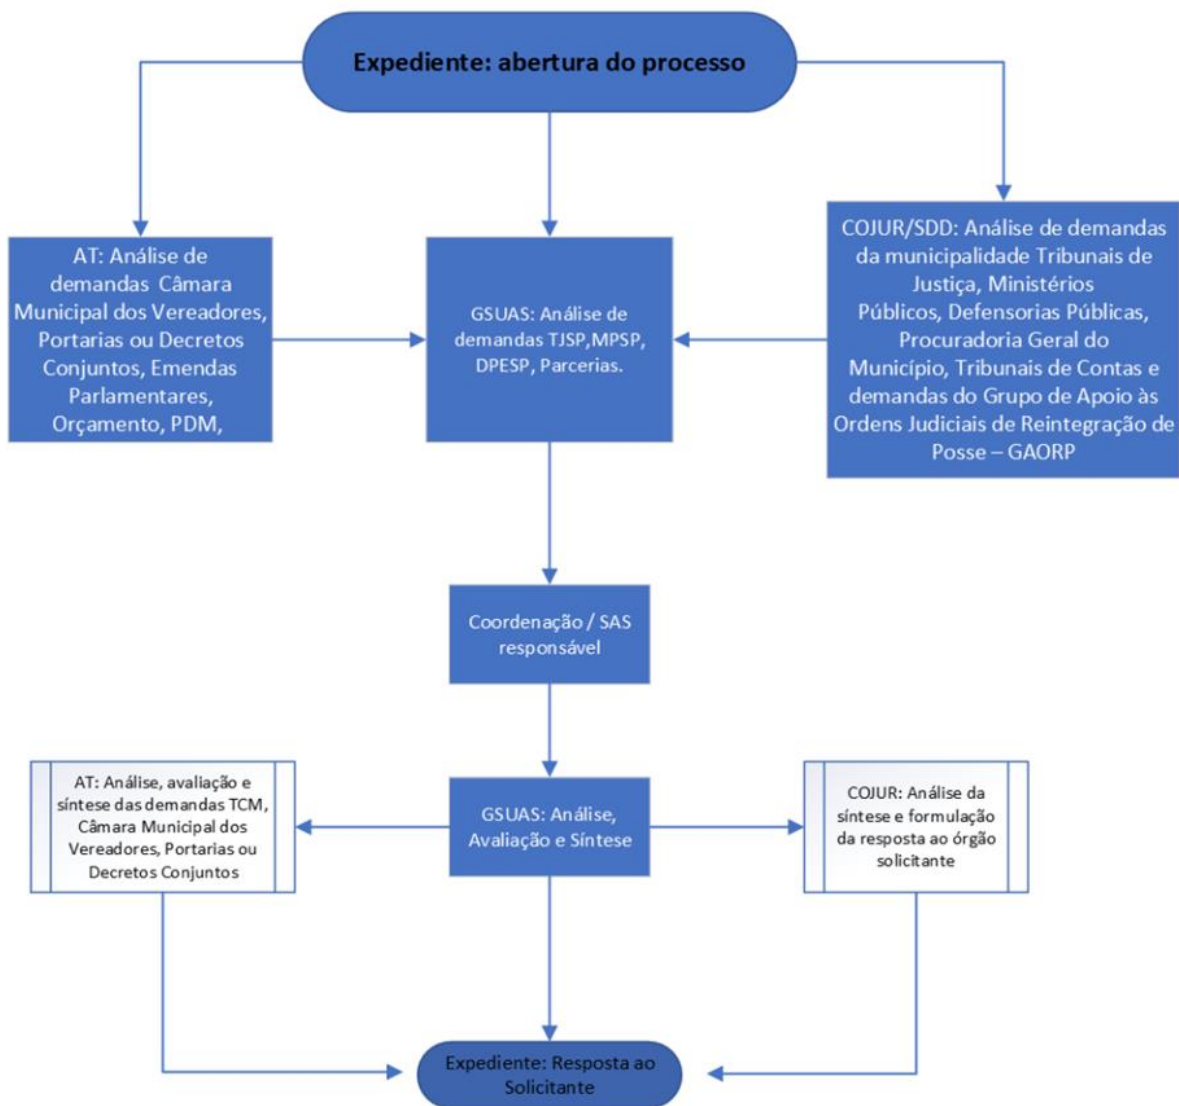 Expediente: abertura do processo
AT: Análise de
demandas Câmara
Municipal dos Vereadores,
Portarias ou Decretos
Conjuntos, Emendas
Parlamentares,
Orçamento, PDM,
GSUAS: Análise de
demandas TJSP,MPSP,
DPESP, Parcerias.
COJUR/SDD: Análise de demandas
da municipalidade Tribunais de
Justiça, Ministérios
Públicos, Defensorias Públicas,
Procuradoria Geral do
Município, Tribunais de Contas e
demandas do Grupo de Apoio às
Ordens Judiciais de Reintegração de
Posse – GAORP
Coordenação / SAS
responsável
AT: Análise, avaliação e
síntese das demandas TCM,
Câmara Municipal dos
Vereadores, Portarias ou
Decretos Conjuntos
GSUAS: Análise,
Avaliação e Síntese
COJUR: Análise da
síntese e formulação
da resposta ao órgão
solicitante
Expediente: Resposta ao
Solicitante